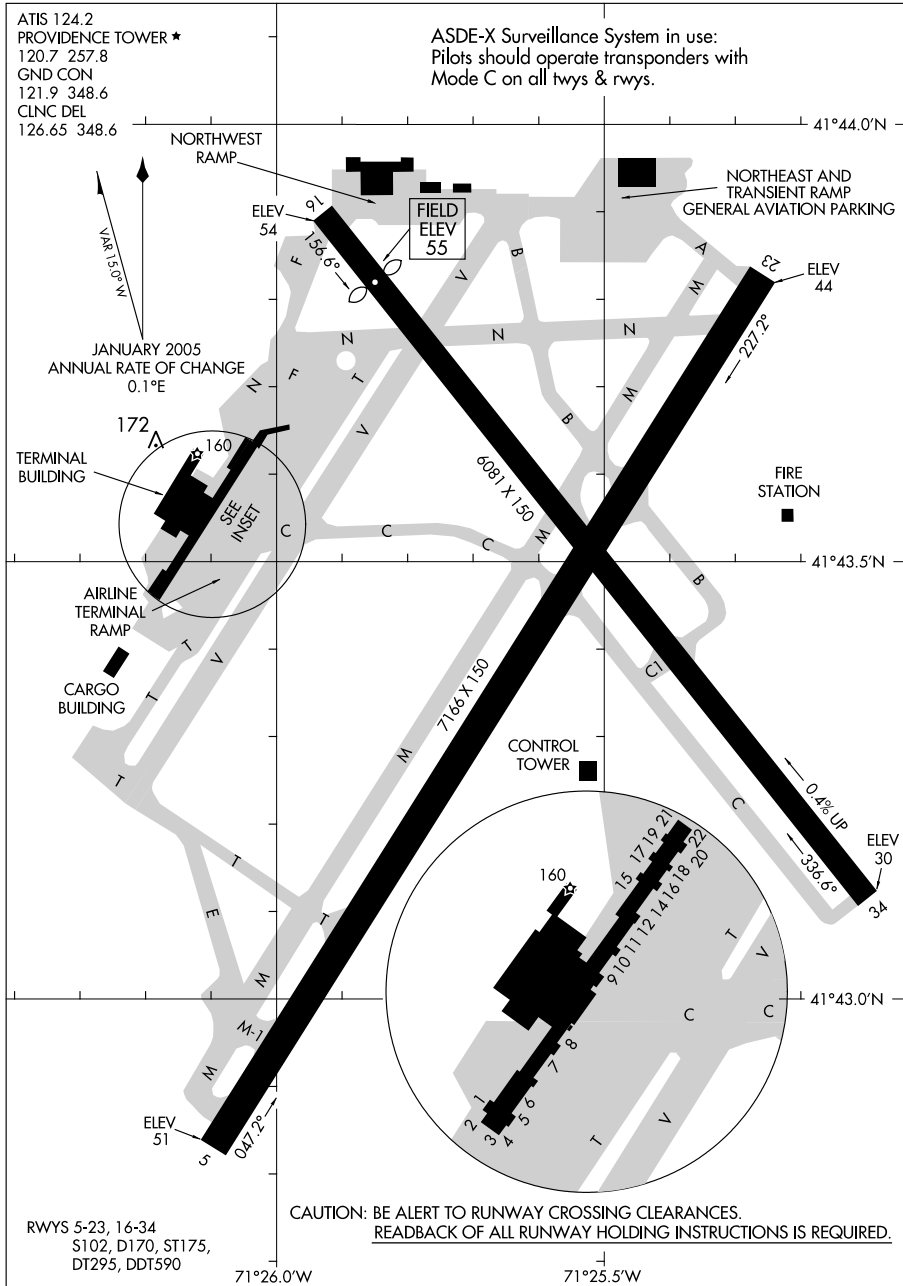 ATIS 124.2
PROVIDENCE TOWER ★
120.7 257.8
GND CON
121.9 348.6
CLNC DEL
126.65 348.6
ASDE-X Surveillance System in use:
Pilots should operate transponders with
Mode C on all twys & rwys.
41°44.0'N
NORTHWEST
RAMP
NORTHEAST AND
TRANSIENT RAMP
GENERAL AVIATION PARKING
VAR 15.0° W
JANUARY 2005
ANNUAL RATE OF CHANGE
0.1°E
ELEV
54
16
156.6°
FIELD
ELEV
55
F
V
B
A
M
23
ELEV
44
227.2°
N
N
N
N
F
T
V
M
B
172
160
TERMINAL
BUILDING
SEE
INSET
6081 X 150
FIRE
STATION
C
C
C
M
41°43.5'N
B
AIRLINE
TERMINAL
RAMP
T
V
C1
CARGO
BUILDING
T
7166 X 150
M
CONTROL
TOWER
T
C
0.4% UP
336.6°
ELEV
30
34
T
E
T
M
M-1
M
41°43.0'N
160
15
17
19
21
22
20
18
16
14
12
11
10
9
8
7
6
5
4
3
2
1
T
V
C
C
T
V
ELEV
51
5
047.2°
CAUTION: BE ALERT TO RUNWAY CROSSING CLEARANCES.
READBACK OF ALL RUNWAY HOLDING INSTRUCTIONS IS REQUIRED.
RWYS 5-23, 16-34
S102, D170, ST175,
DT295, DDT590
71°26.0'W
71°25.5'W